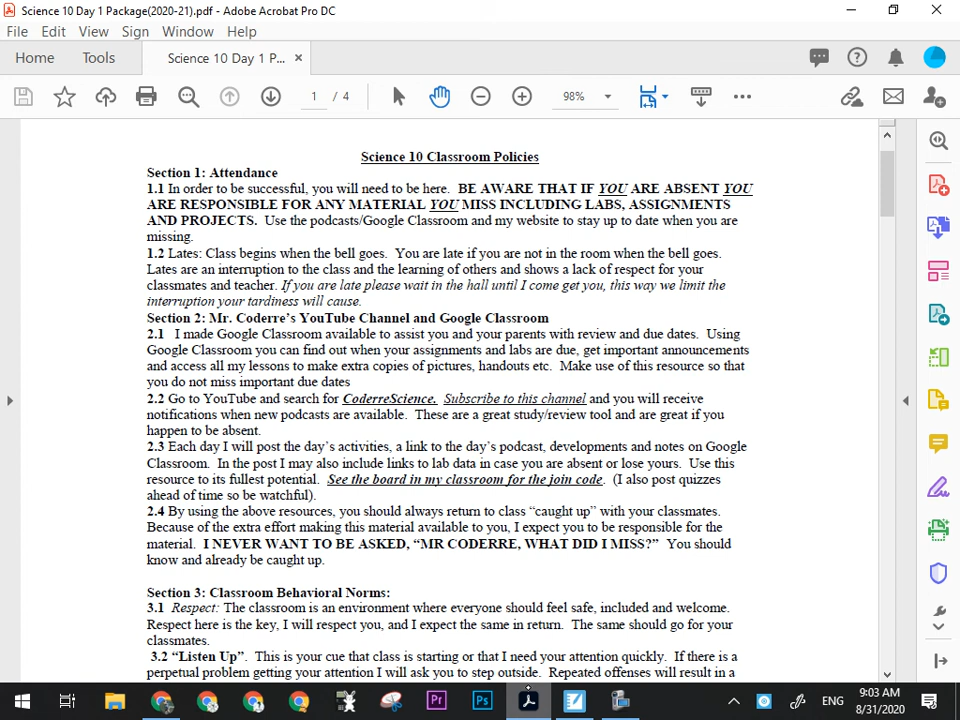 Science 10 Day 1 Package(2020-21).pdf - Adobe Acrobat Pro DC
File Edit View Sign Window Help
Home Tools Science 10 Day 1 P... ×
1 / 4 98%
Science 10 Classroom Policies
Section 1: Attendance
1.1 In order to be successful, you will need to be here. BE AWARE THAT IF YOU ARE ABSENT YOU
ARE RESPONSIBLE FOR ANY MATERIAL YOU MISS INCLUDING LABS, ASSIGNMENTS
AND PROJECTS. Use the podcasts/Google Classroom and my website to stay up to date when you are
missing.
1.2 Lates: Class begins when the bell goes. You are late if you are not in the room when the bell goes.
Lates are an interruption to the class and the learning of others and shows a lack of respect for your
classmates and teacher. If you are late please wait in the hall until I come get you, this way we limit the
interruption your tardiness will cause.
Section 2: Mr. Coderre's YouTube Channel and Google Classroom
2.1 I made Google Classroom available to assist you and your parents with review and due dates. Using
Google Classroom you can find out when your assignments and labs are due, get important announcements
and access all my lessons to make extra copies of pictures, handouts etc. Make use of this resource so that
you do not miss important due dates
2.2 Go to YouTube and search for CoderreScience. Subscribe to this channel and you will receive
notifications when new podcasts are available. These are a great study/review tool and are great if you
happen to be absent.
2.3 Each day I will post the day's activities, a link to the day's podcast, developments and notes on Google
Classroom. In the post I may also include links to lab data in case you are absent or lose yours. Use this
resource to its fullest potential. See the board in my classroom for the join code. (I also post quizzes
ahead of time so be watchful).
2.4 By using the above resources, you should always return to class “caught up” with your classmates.
Because of the extra effort making this material available to you, I expect you to be responsible for the
material. I NEVER WANT TO BE ASKED, “MR CODERRE, WHAT DID I MISS?” You should
know and already be caught up.
Section 3: Classroom Behavioral Norms:
3.1 Respect: The classroom is an environment where everyone should feel safe, included and welcome.
Respect here is the key, I will respect you, and I expect the same in return. The same should go for your
classmates.
3.2 “Listen Up”. This is your cue that class is starting or that I need your attention quickly. If there is a
perpetual problem getting your attention I will ask you to step outside. Repeated offenses will result in a
Pr Ps ENG 9:03 AM
8/31/2020